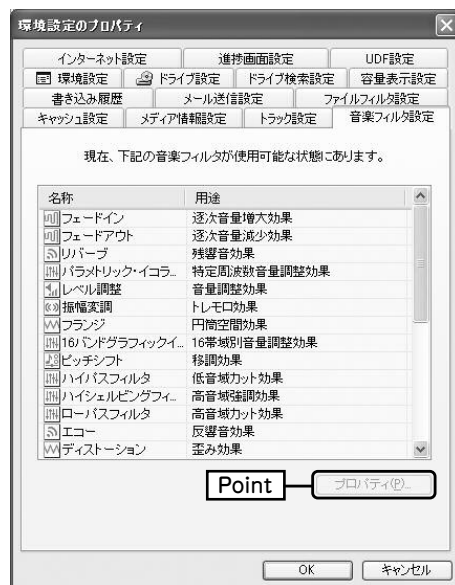 環境設定のプロパティ
インターネット設定 進捗画面設定 UDF設定
環境設定 ドライブ設定 ドライブ検索設定 容量表示設定
書き込み履歴 メール送信設定 ファイルフィルタ設定
キャッシュ設定 メディア情報設定 トラック設定 音楽フィルタ設定
現在、下記の音楽フィルタが使用可能な状態にあります。
名称 用途
フェードイン 逐次音量増大効果
フェードアウト 逐次音量減少効果
リバーブ 残響音効果
パラメトリック・イコラ... 特定周波数音量調整効果
レベル調整 音量調整効果
振幅変調 トレモロ効果
フランジ 円筒空間効果
16バンドグラフィックイ... 16帯域別音量調整効果
ピッチシフト 移調効果
ハイパスフィルタ 低音域カット効果
ハイシェルビングフィ... 高音域強調効果
ローパスフィルタ 高音域カット効果
エコー 反響音効果
ディストーション 歪み効果
Point プロパティ(P)...
OK キャンセル